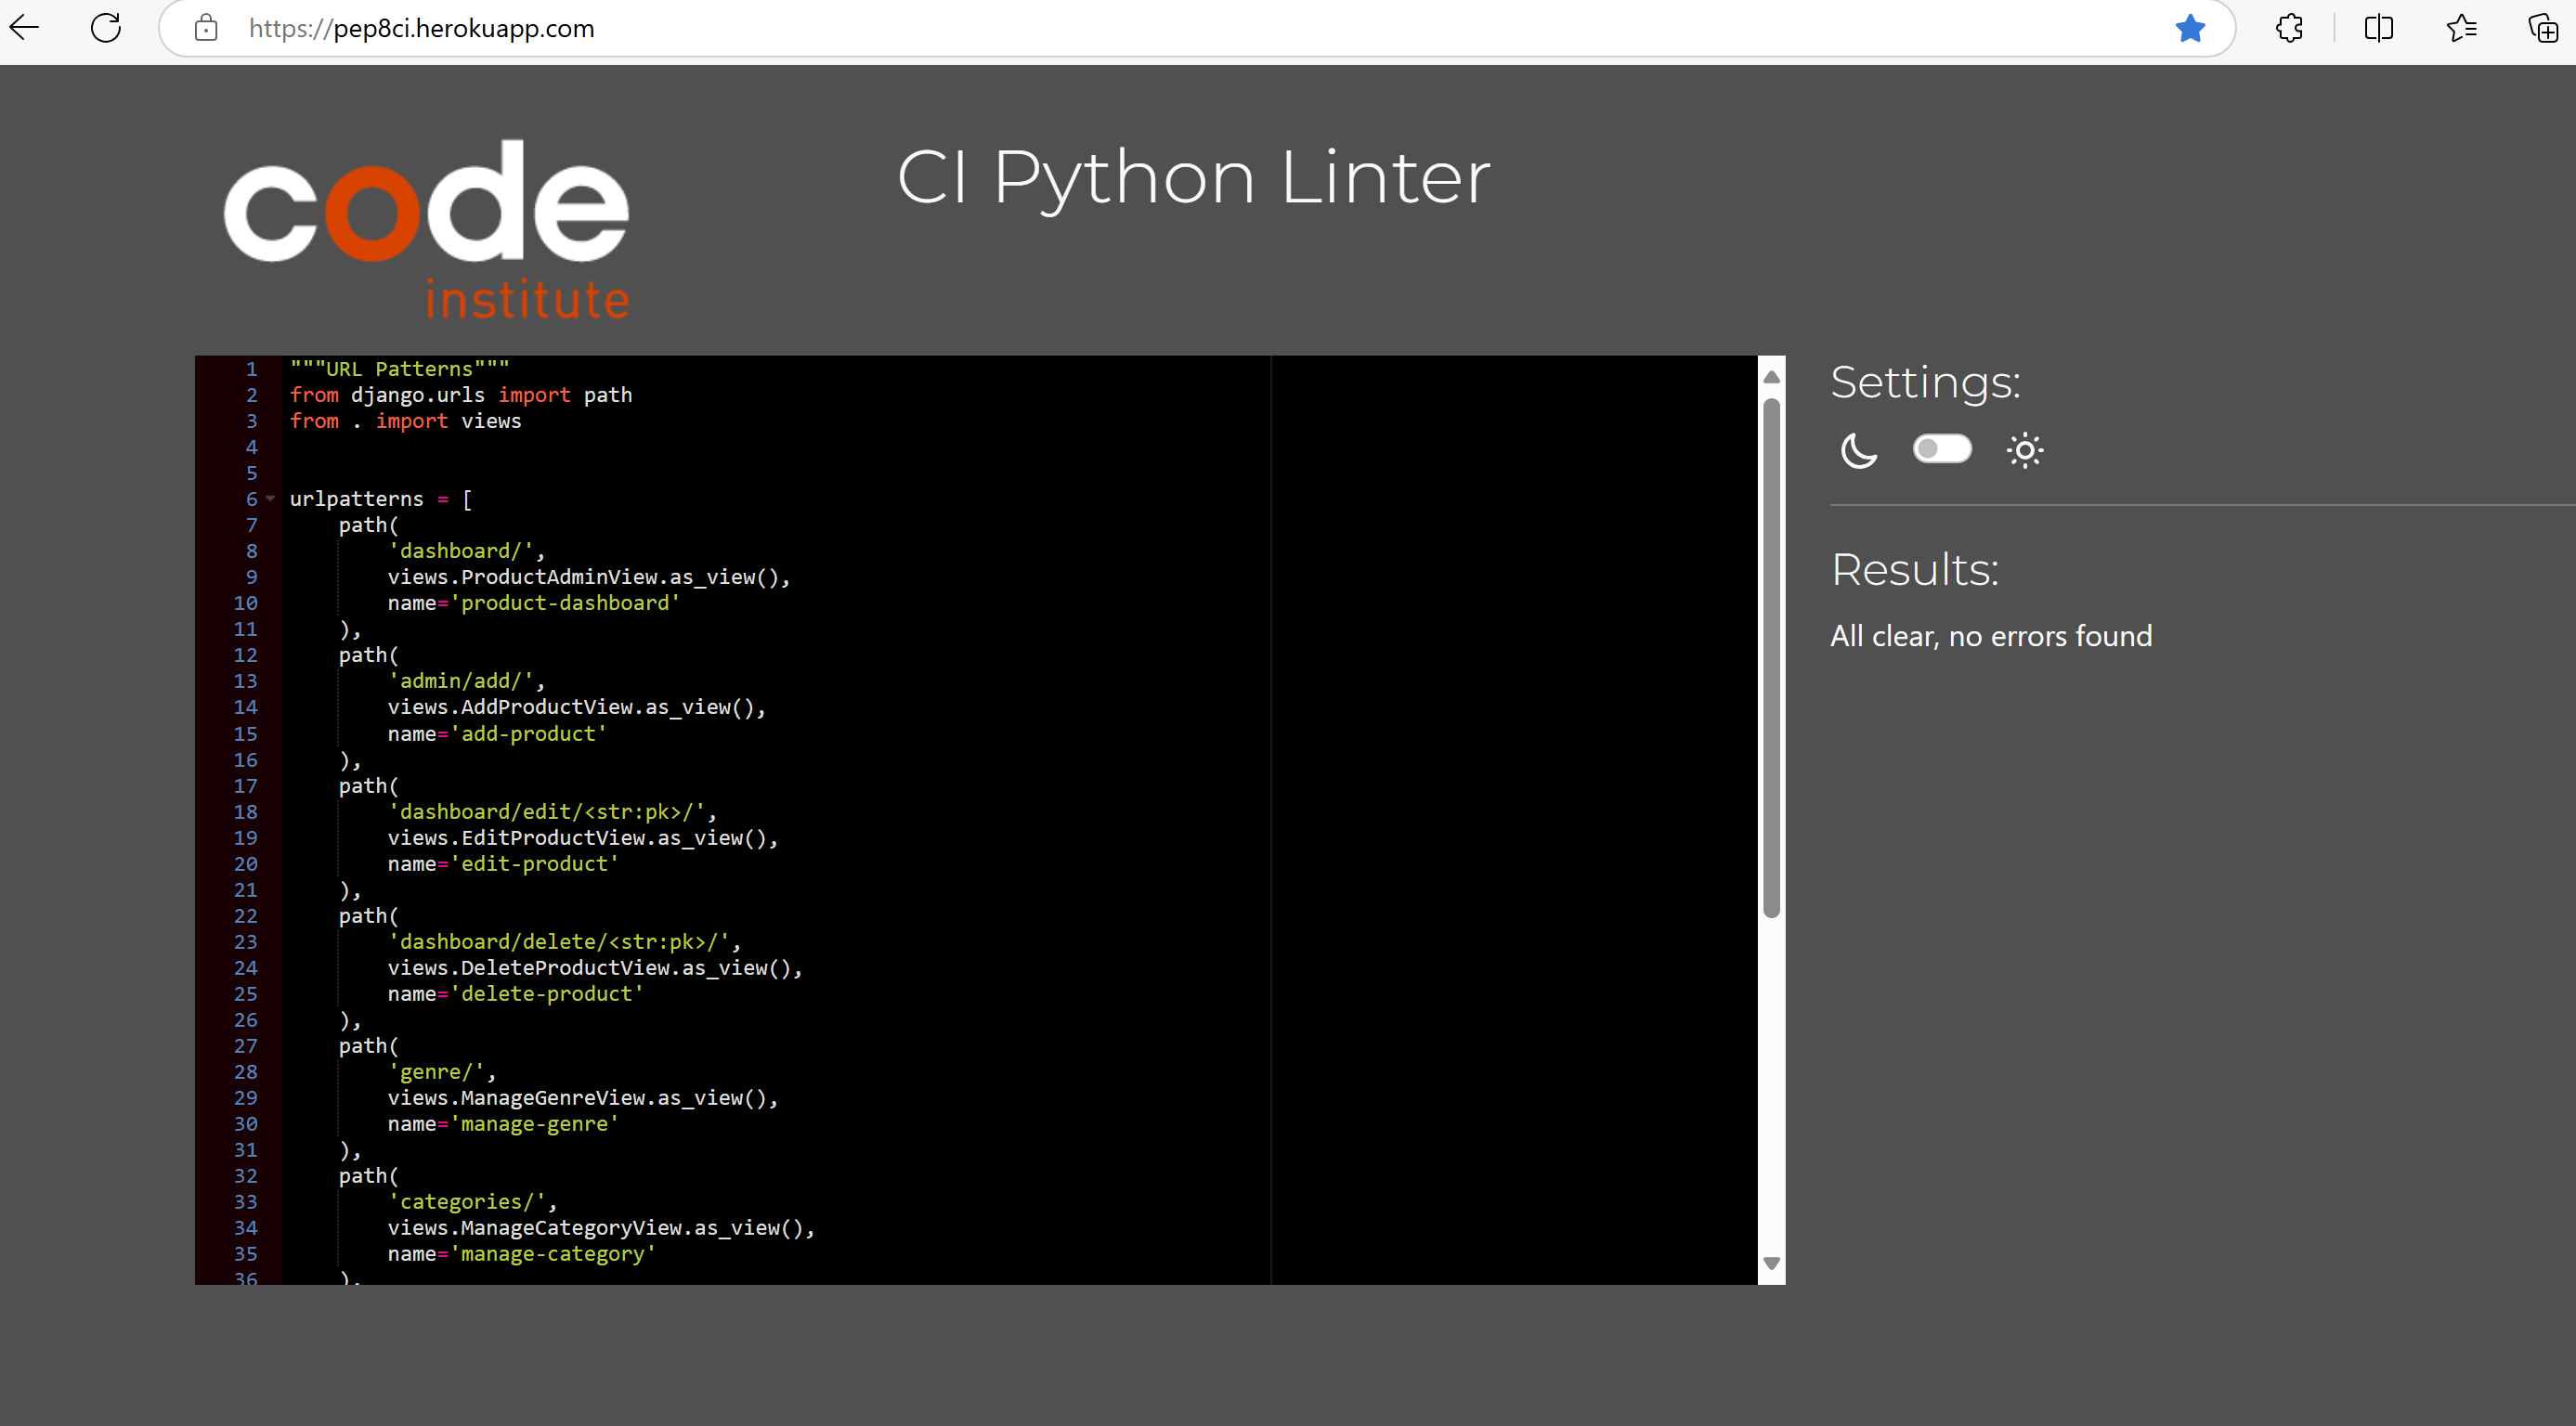 https://pep8ci.herokuapp.com
code
institute
CI Python Linter
1 """URL Patterns"""
2 from django.urls import path
3 from . import views
4
5
6 urlpatterns = [
7     path(
8         'dashboard/',
9         views.ProductAdminView.as_view(),
10         name='product-dashboard'
11     ),
12     path(
13         'admin/add/',
14         views.AddProductView.as_view(),
15         name='add-product'
16     ),
17     path(
18         'dashboard/edit/<str:pk>/',
19         views.EditProductView.as_view(),
20         name='edit-product'
21     ),
22     path(
23         'dashboard/delete/<str:pk>/',
24         views.DeleteProductView.as_view(),
25         name='delete-product'
26     ),
27     path(
28         'genre/',
29         views.ManageGenreView.as_view(),
30         name='manage-genre'
31     ),
32     path(
33         'categories/',
34         views.ManageCategoryView.as_view(),
35         name='manage-category'
36     ),
Settings:
Results:
All clear, no errors found